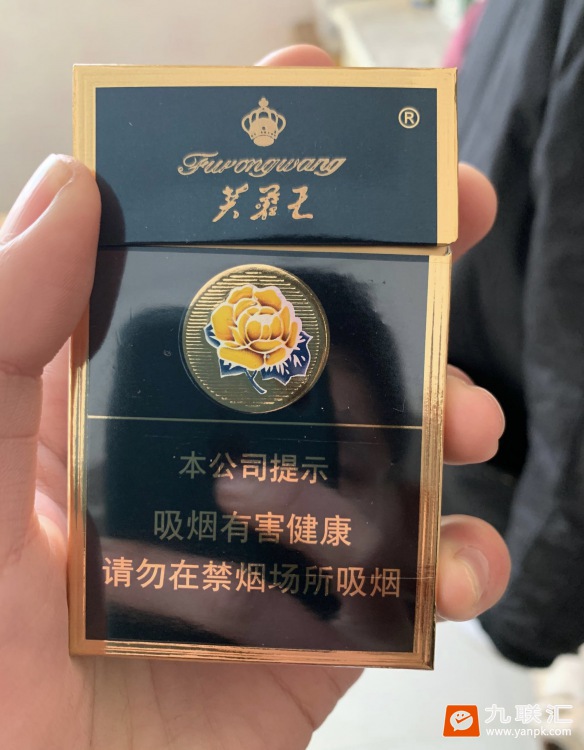 ®
Furongwang
芙蓉王
本公司提示
吸烟有害健康
请勿在禁烟场所吸烟
九联汇
www.yanpk.com